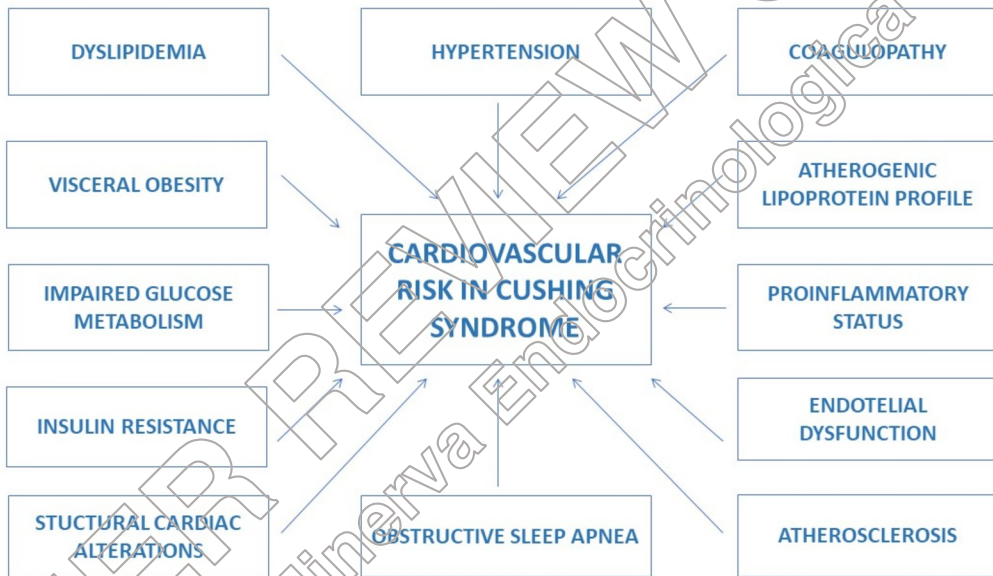 DYSLIPIDEMIA
HYPERTENSION
COAGULOPATHY
VISCERAL OBESITY
ATHEROGENIC
LIPOPROTEIN PROFILE
CARDIOVASCULAR
RISK IN CUSHING
SYNDROME
IMPAIRED GLUCOSE
METABOLISM
PROINFLAMMATORY
STATUS
INSULIN RESISTANCE
ENDOTELIAL
DYSFUNCTION
STUCTURAL CARDIAC
ALTERATIONS
OBSTRUCTIVE SLEEP APNEA
ATHEROSCLEROSIS
ER REVIEW
Minerva Endocrinologica